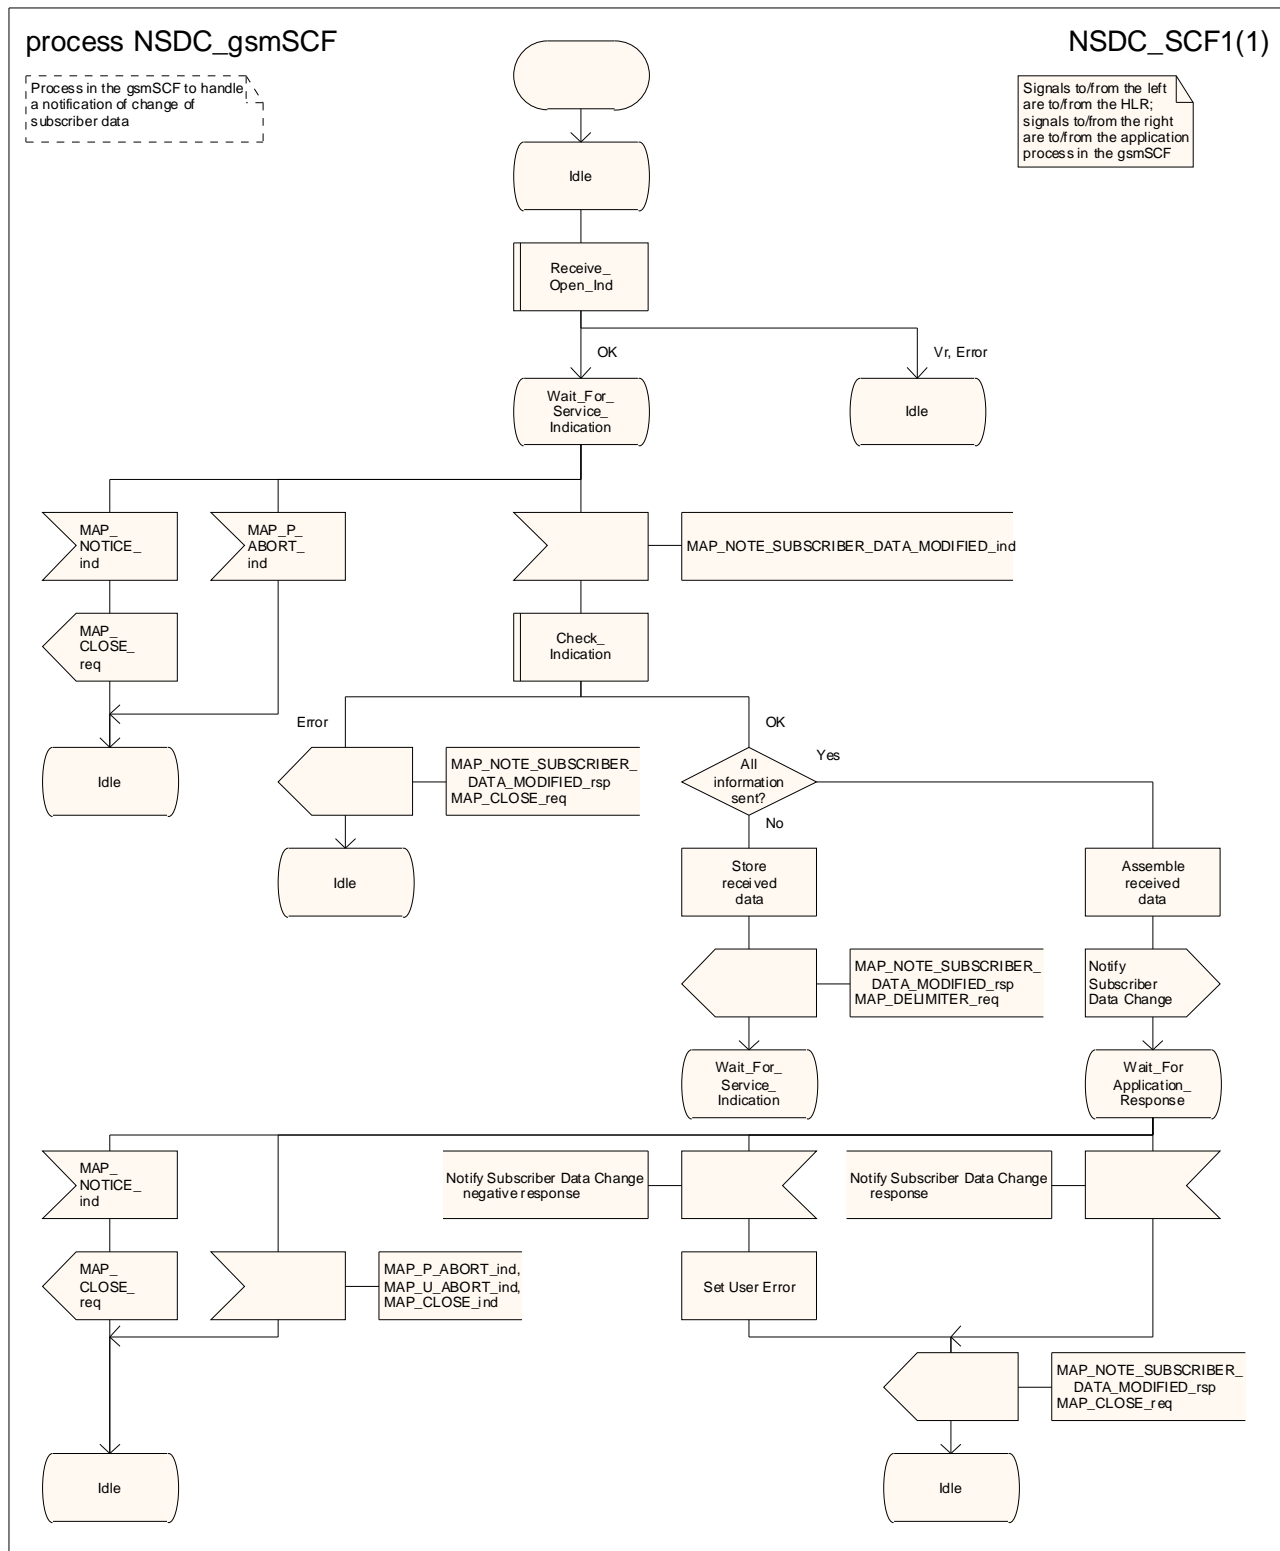 process NSDC_gsmSCF
NSDC_SCF1(1)
Process in the gsmSCF to handle
a notification of change of
subscriber data
Signals to/from the left
are to/from the HLR;
signals to/from the right
are to/from the application
process in the gsmSCF
Idle
Receive_
Open_Ind
OK
Vr, Error
Wait_For_
Service_
Indication
Idle
MAP_
NOTICE_
ind
MAP_P_
ABORT_
ind
MAP_NOTE_SUBSCRIBER_DATA_MODIFIED_ind
MAP_
CLOSE_
req
Check_
Indication
Error
OK
Idle
MAP_NOTE_SUBSCRIBER_
DATA_MODIFIED_rsp
MAP_CLOSE_req
All
information
sent?
Yes
No
Idle
Store
received
data
Assemble
received
data
MAP_NOTE_SUBSCRIBER_
DATA_MODIFIED_rsp
MAP_DELIMITER_req
Notify
Subscriber
Data Change
Wait_For_
Service_
Indication
Wait_For
Application_
Response
MAP_
NOTICE_
ind
Notify Subscriber Data Change
negative response
Notify Subscriber Data Change
response
MAP_
CLOSE_
req
MAP_P_ABORT_ind,
MAP_U_ABORT_ind,
MAP_CLOSE_ind
Set User Error
MAP_NOTE_SUBSCRIBER_
DATA_MODIFIED_rsp
MAP_CLOSE_req
Idle
Idle